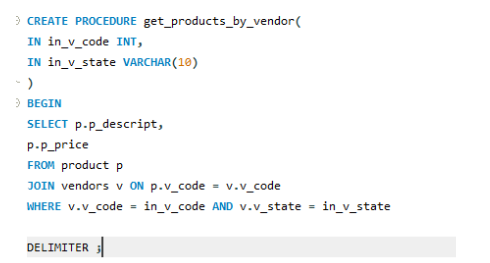 CREATE PROCEDURE get_products_by_vendor(
IN in_v_code INT,
IN in_v_state VARCHAR(10)
)
BEGIN
SELECT p.p_descript,
p.p_price
FROM product p
JOIN vendors v ON p.v_code = v.v_code
WHERE v.v_code = in_v_code AND v.v_state = in_v_state
DELIMITER ;